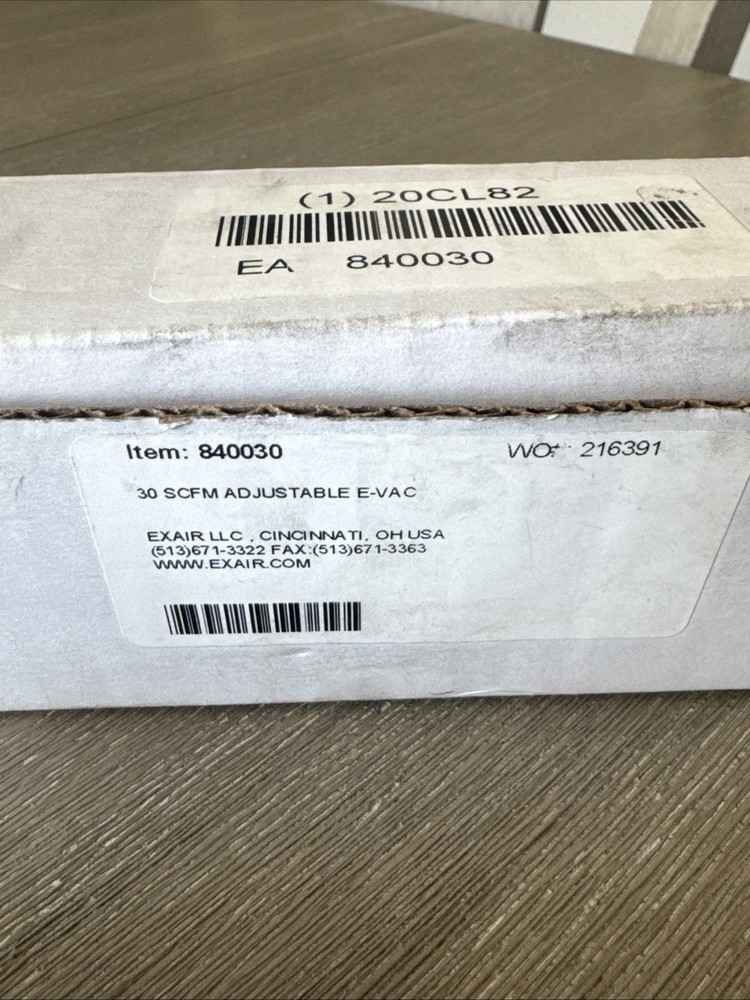 (1) 20CL82
EA 840030
Item: 840030 WO#: 216391
30 SCFM ADJUSTABLE E-VAC
EXAIR LLC , CINCINNATI, OH USA
(513)671-3322 FAX:(513)671-3363
WWW.EXAIR.COM